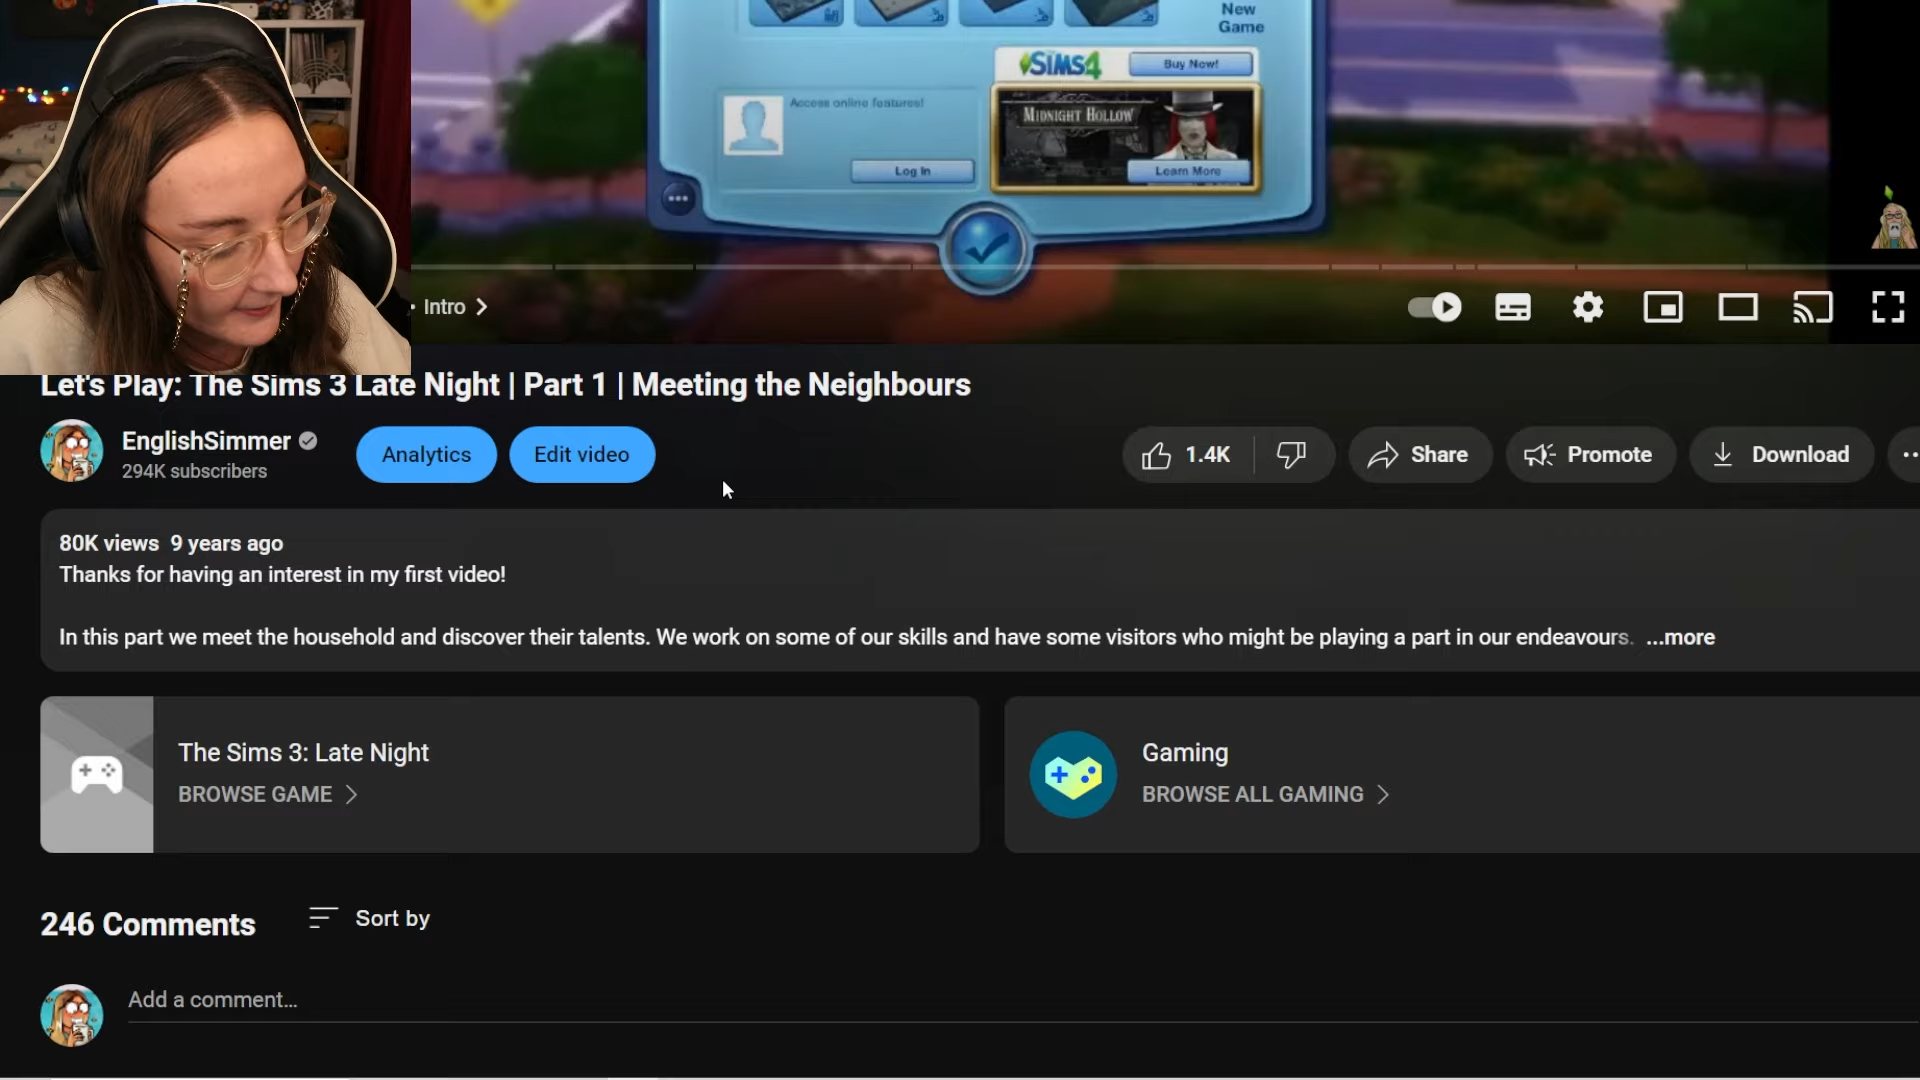 New
Game
SIMS4
Buy Now!
Access online features!
MIDNIGHT HOLLOW
Log In
Learn More
Intro
Let's Play: The Sims 3 Late Night | Part 1 | Meeting the Neighbours
EnglishSimmer
294K subscribers
Analytics
Edit video
1.4K
Share
Promote
Download
80K views 9 years ago
Thanks for having an interest in my first video!
In this part we meet the household and discover their talents. We work on some of our skills and have some visitors who might be playing a part in our endeavours. ...more
The Sims 3: Late Night
BROWSE GAME
Gaming
BROWSE ALL GAMING
246 Comments
Sort by
Add a comment...